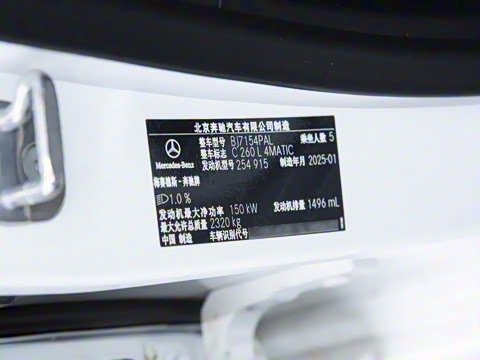 北京奔驰汽车有限公司制造
整车型号 BJ7154PAL 乘坐人数 5
整车标志 C 260 L 4MATIC
发动机型号 254 915 制造年月 2025-01
Mercedes-Benz
梅赛德斯-奔驰牌
1.0 %
发动机最大净功率 150 kW 发动机排量 1496 mL
最大允许总质量 2320 kg
中国 制造 车辆识别代号